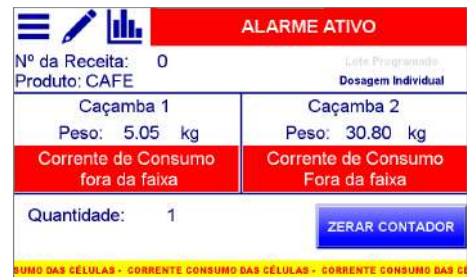 ALARME ATIVO
Nº da Receita: 0
Lote Programado
Produto: CAFE
Dosagem Individual
Caçamba 1
Peso: 5.05 kg
Corrente de Consumo
fora da faixa
Caçamba 2
Peso: 30.80 kg
Corrente de Consumo
Fora da Faixa
Quantidade: 1
ZERAR CONTADOR
SUMO DAS CÉLULAS - CORRENTE CONSUMO DAS CÉLULAS - CORRENTE CONSUMO DAS CÉ